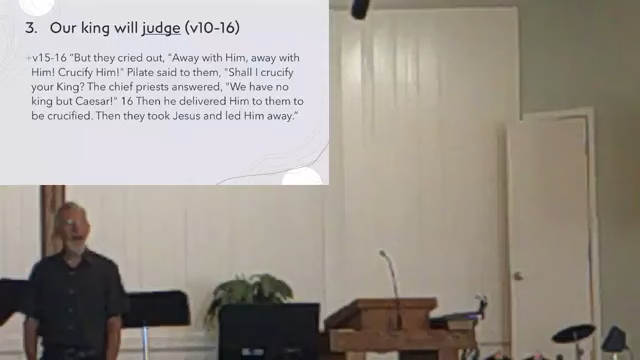 3. Our king will judge (v10-16)
+v15-16 "But they cried out, "Away with Him, away with
Him! Crucify Him!" Pilate said to them, "Shall I crucify
your King? The chief priests answered, "We have no
king but Caesar!" 16 Then he delivered Him to them to
be crucified. Then they took Jesus and led Him away."